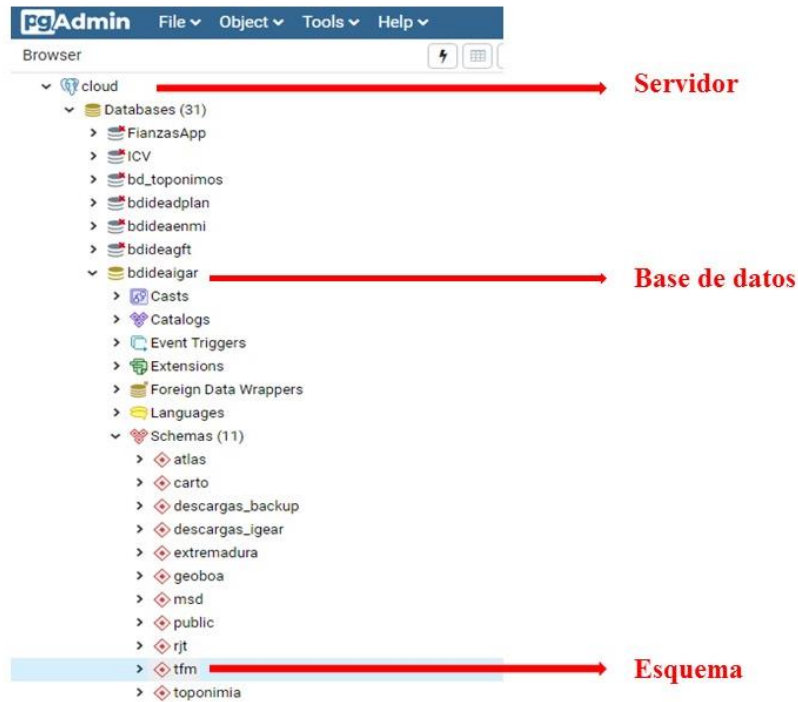 pgAdmin File Object Tools Help
Browser
cloud Servidor
Databases (31)
FianzasApp
ICV
bd_toponimos
bdideadplan
bdideaenmi
bdideagft
bdideaigar Base de datos
Casts
Catalogs
Event Triggers
Extensions
Foreign Data Wrappers
Languages
Schemas (11)
atlas
carto
descargas_backup
descargas_igear
extremadura
geoboa
msd
public
rjt
tfm Esquema
toponimia